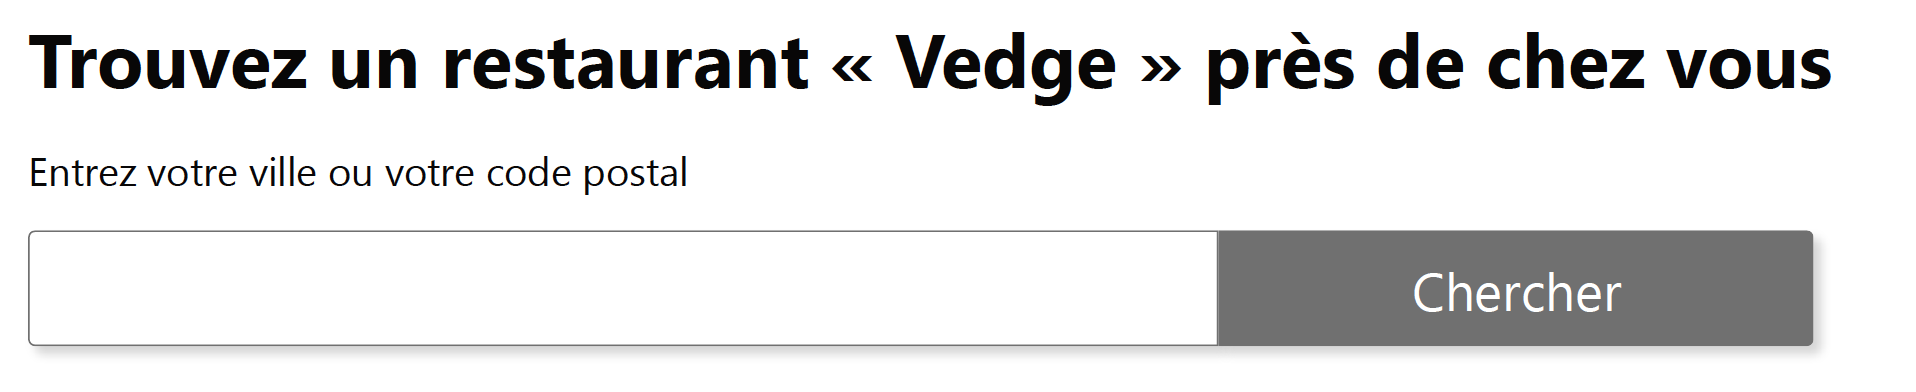 Trouvez un restaurant « Vedge » près de chez vous
Entrez votre ville ou votre code postal
Chercher